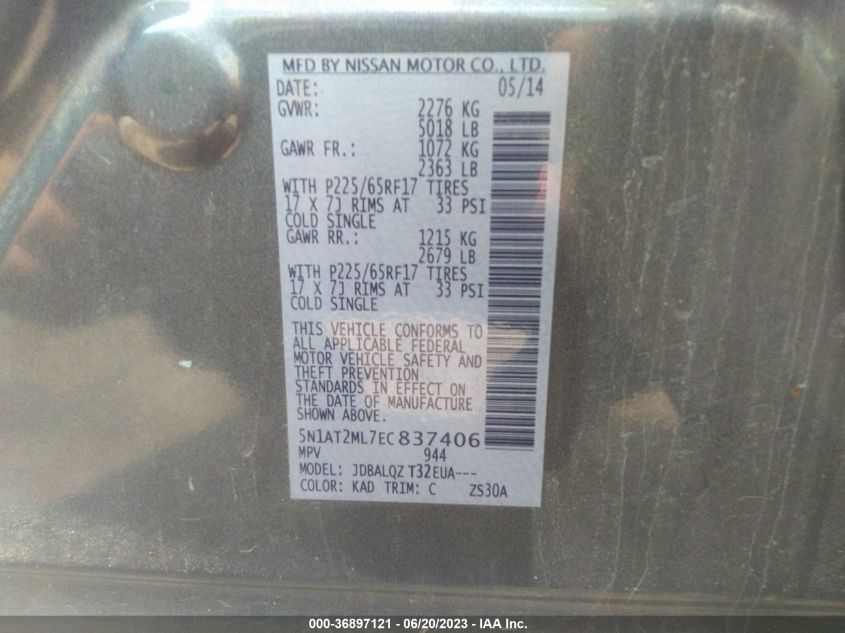 MFD BY NISSAN MOTOR CO., LTD.
DATE: 05/14
GVWR: 2276 KG
5018 LB
GAWR FR.: 1072 KG
2363 LB
WITH P225/65RF17 TIRES
17 X 7J RIMS AT 33 PSI
COLD SINGLE
GAWR RR.: 1215 KG
2679 LB
WITH P225/65RF17 TIRES
17 X 7J RIMS AT 33 PSI
COLD SINGLE
THIS VEHICLE CONFORMS TO
ALL APPLICABLE FEDERAL
MOTOR VEHICLE SAFETY AND
THEFT PREVENTION
STANDARDS IN EFFECT ON
THE DATE OF MANUFACTURE
SHOWN ABOVE.
5N1AT2ML7EC837406
MPV 944
MODEL: JDBALQZ T32EUA---
COLOR: KAD TRIM: C ZS30A
000-36897121 - 06/20/2023 - IAA Inc.